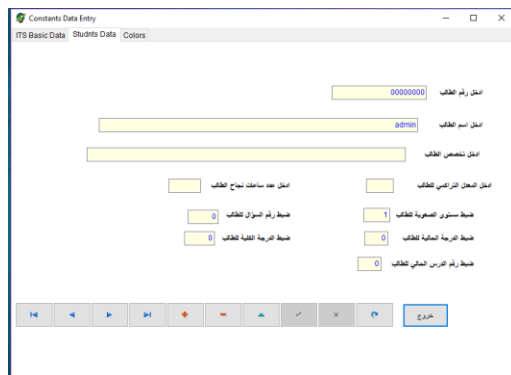 Constants Data Entry
ITS Basic Data Studnts Data Colors
ادخل رقم الطالب 00000000
ادخل اسم الطالب admin
ادخل تخصص الطالب
ادخل المعدل التراكمي للطالب ادخل عدد ساعات نجاح الطالب
ضبط مستوى الصعوبة للطالب 1 ضبط رقم السؤال للطالب 0
ضبط الدرجة الحالية للطالب 0 ضبط الدرجة الكلية للطالب 0
ضبط رقم الدرس الحالي للطالب 0
خروج